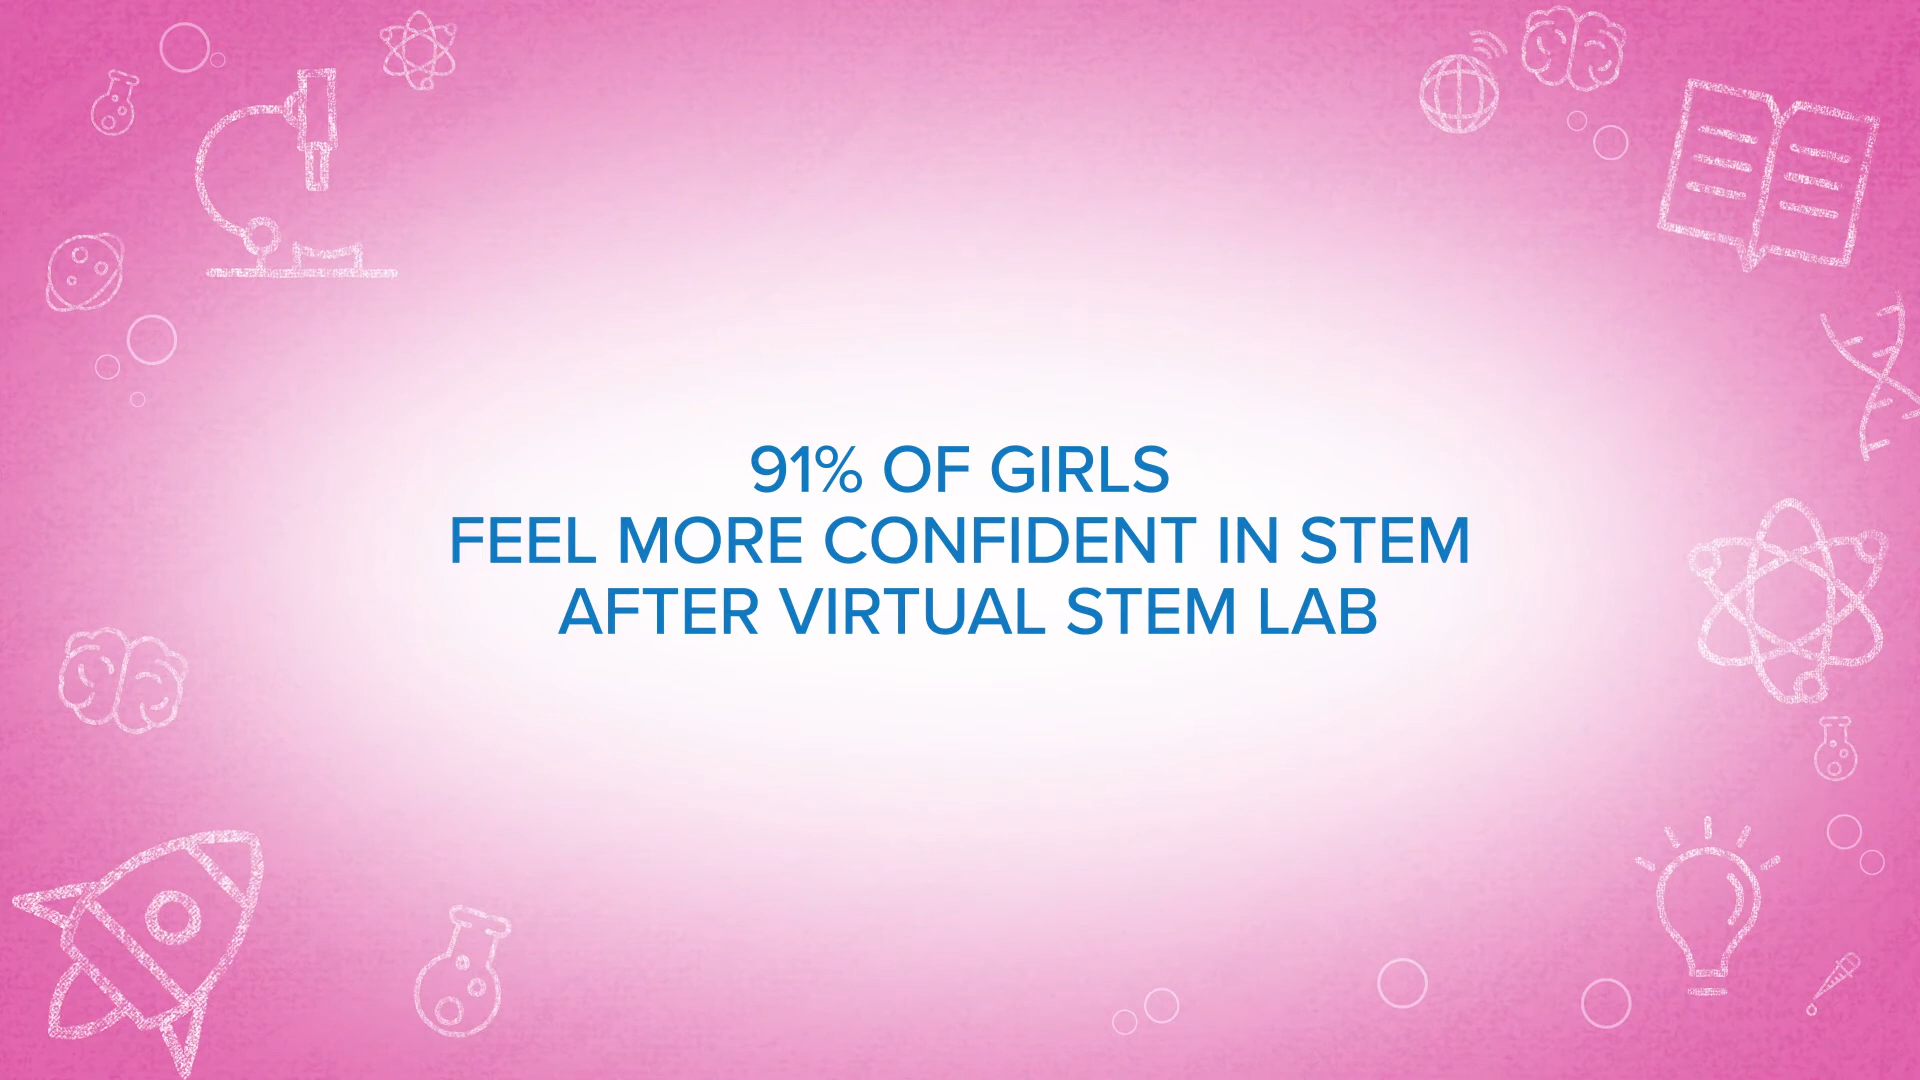 91% OF GIRLS
FEEL MORE CONFIDENT IN STEM
AFTER VIRTUAL STEM LAB